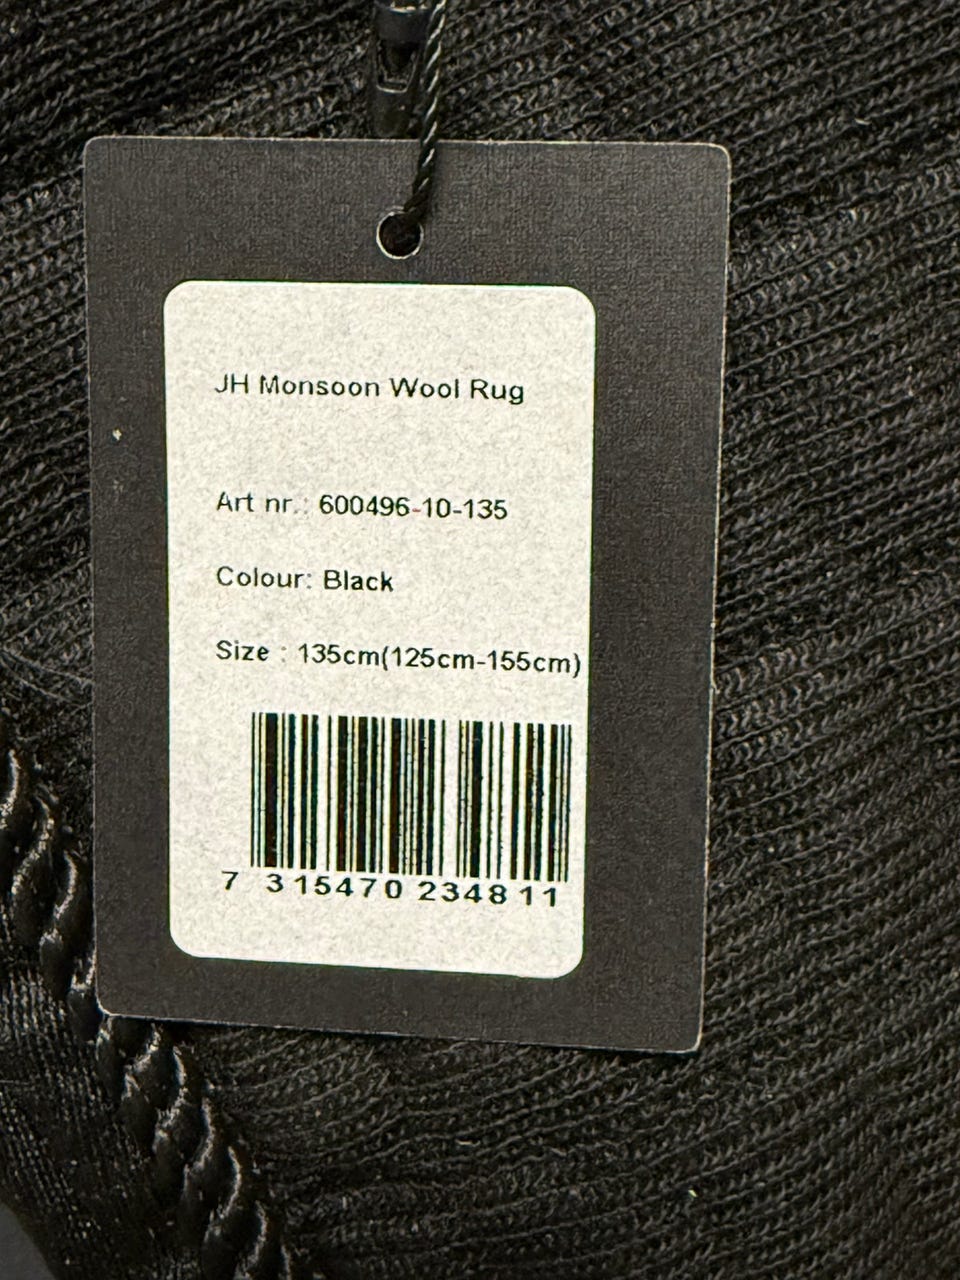 JH Monsoon Wool Rug
Art nr.: 600496-10-135
Colour: Black
Size : 135cm(125cm-155cm)
7 315470 234811